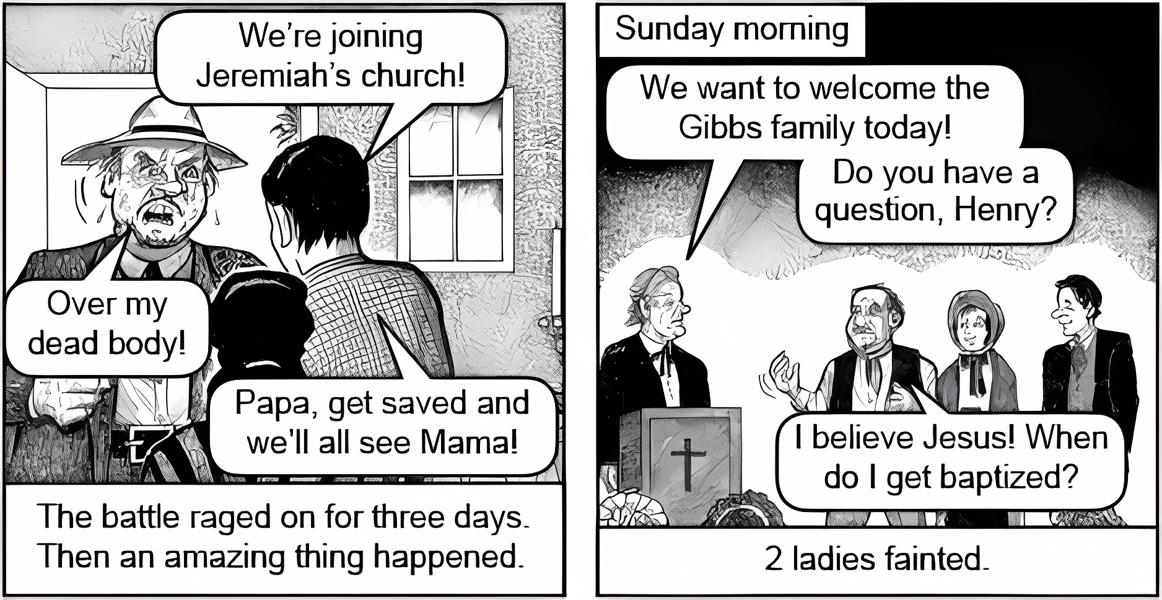 We're joining
Jeremiah's church!
Over my
dead body!
Papa, get saved and
we'll all see Mama!
The battle raged on for three days.
Then an amazing thing happened.
Sunday morning
We want to welcome the
Gibbs family today!
Do you have a
question, Henry?
I believe Jesus! When
do I get baptized?
2 ladies fainted.